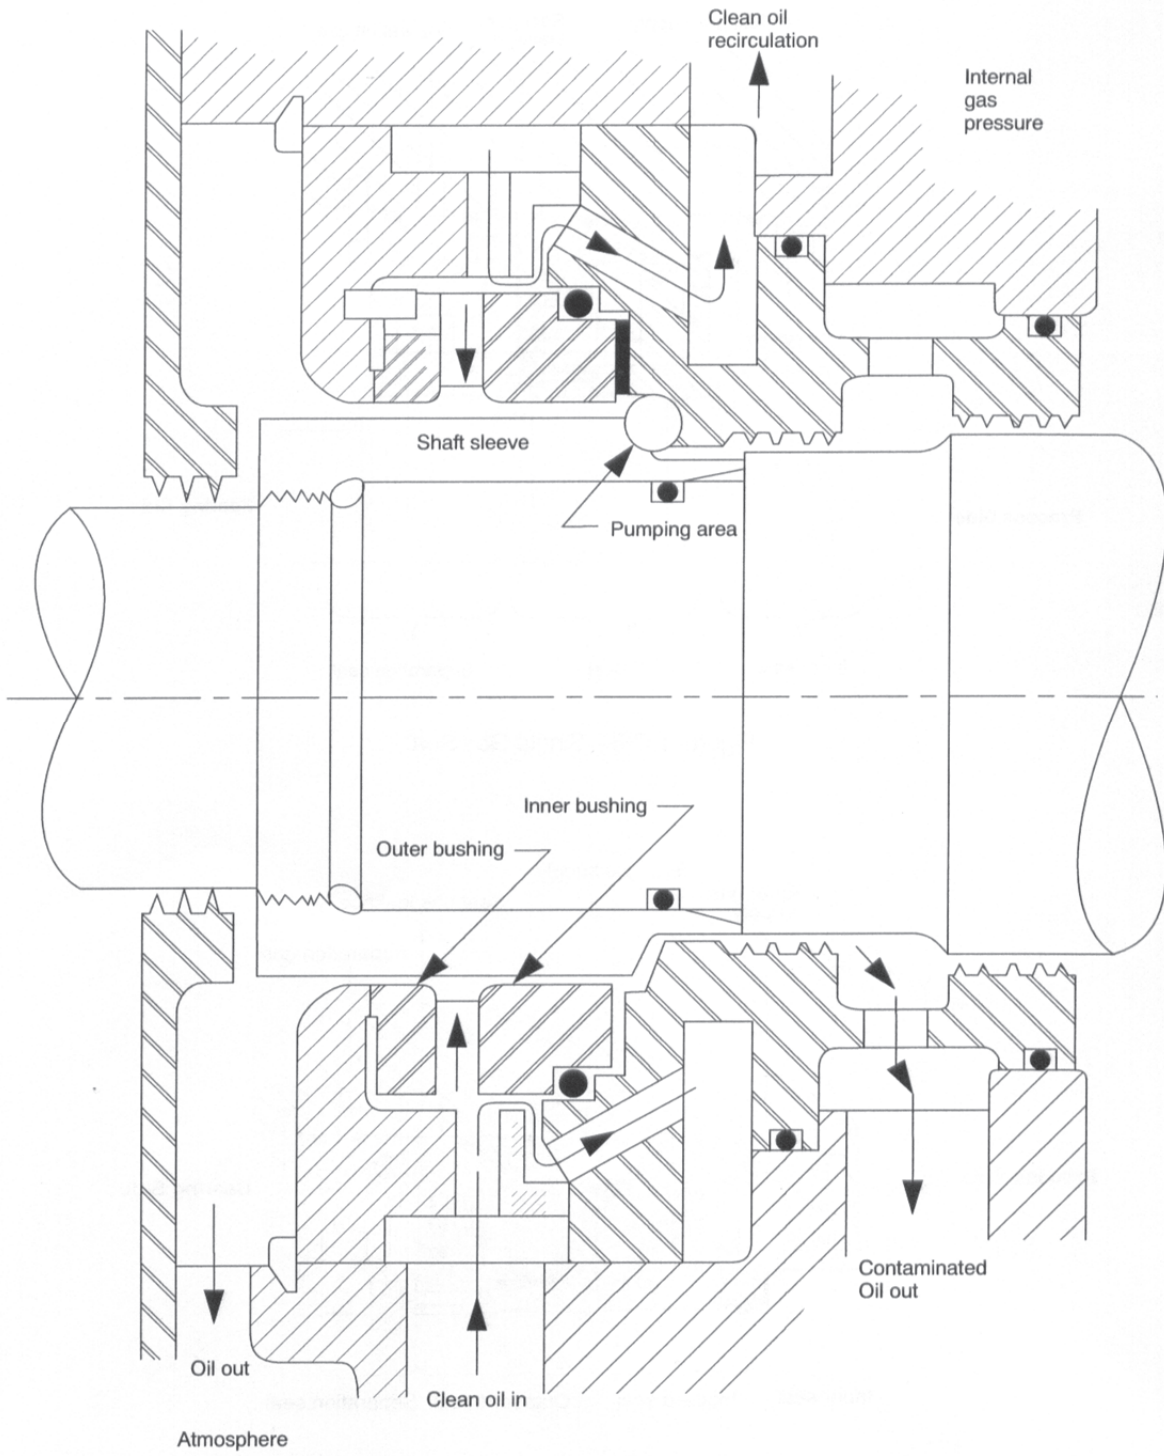 Clean oil
recirculation
Internal
gas
pressure
Shaft sleeve
Pumping area
Inner bushing
Outer bushing
Contaminated
Oil out
Oil out
Clean oil in
Atmosphere